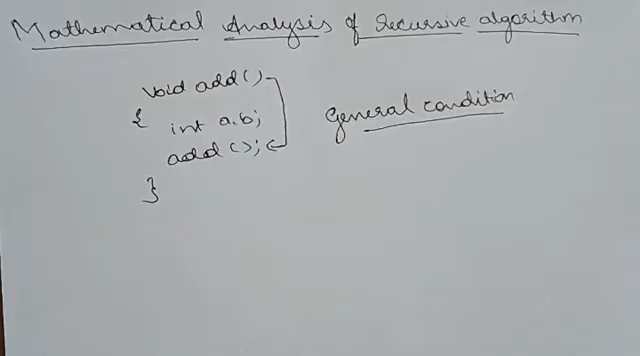 Mathematical Analysis of Recursive algorithm
void add()
{
int a,b;
add();
}
General condition